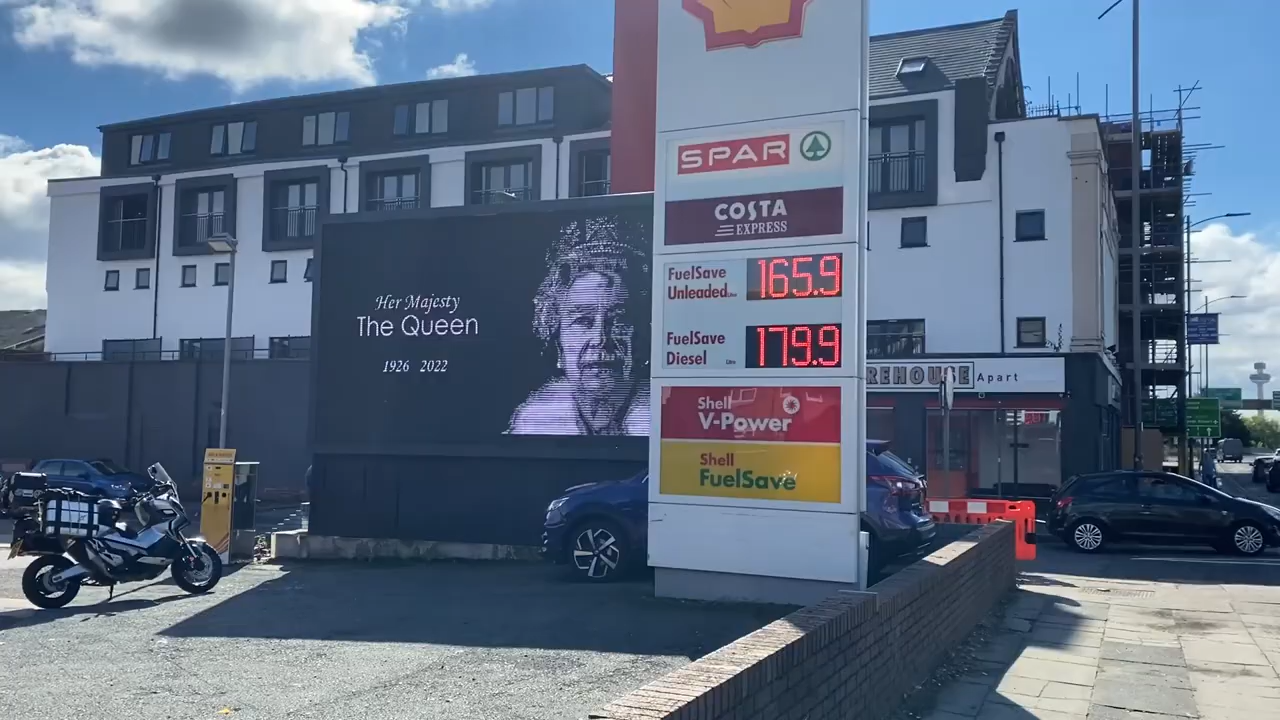 Her Majesty
The Queen
1926 2022
SPAR
COSTA
EXPRESS
FuelSave
Unleaded
165.9
FuelSave
Diesel
179.9
Shell
V-Power
Shell
FuelSave
REHOUSE Apart